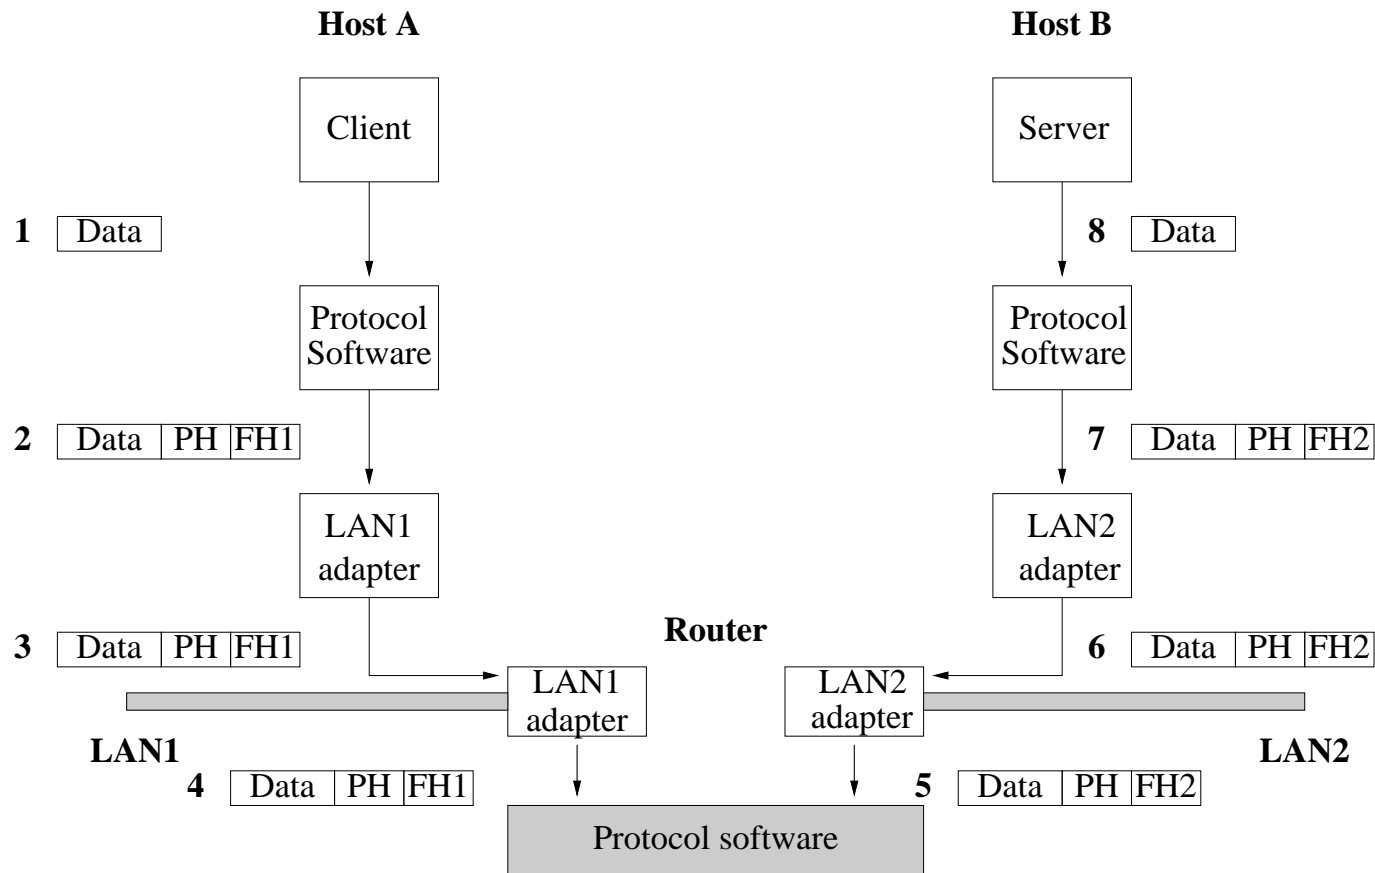 Host A
Host B
Client
Server
1 Data
8 Data
Protocol
Software
Protocol
Software
2 Data PH FH1
7 Data PH FH2
LAN1
adapter
LAN2
adapter
3 Data PH FH1
Router
6 Data PH FH2
LAN1
adapter
LAN2
adapter
LAN1
LAN2
4 Data PH FH1
5 Data PH FH2
Protocol software